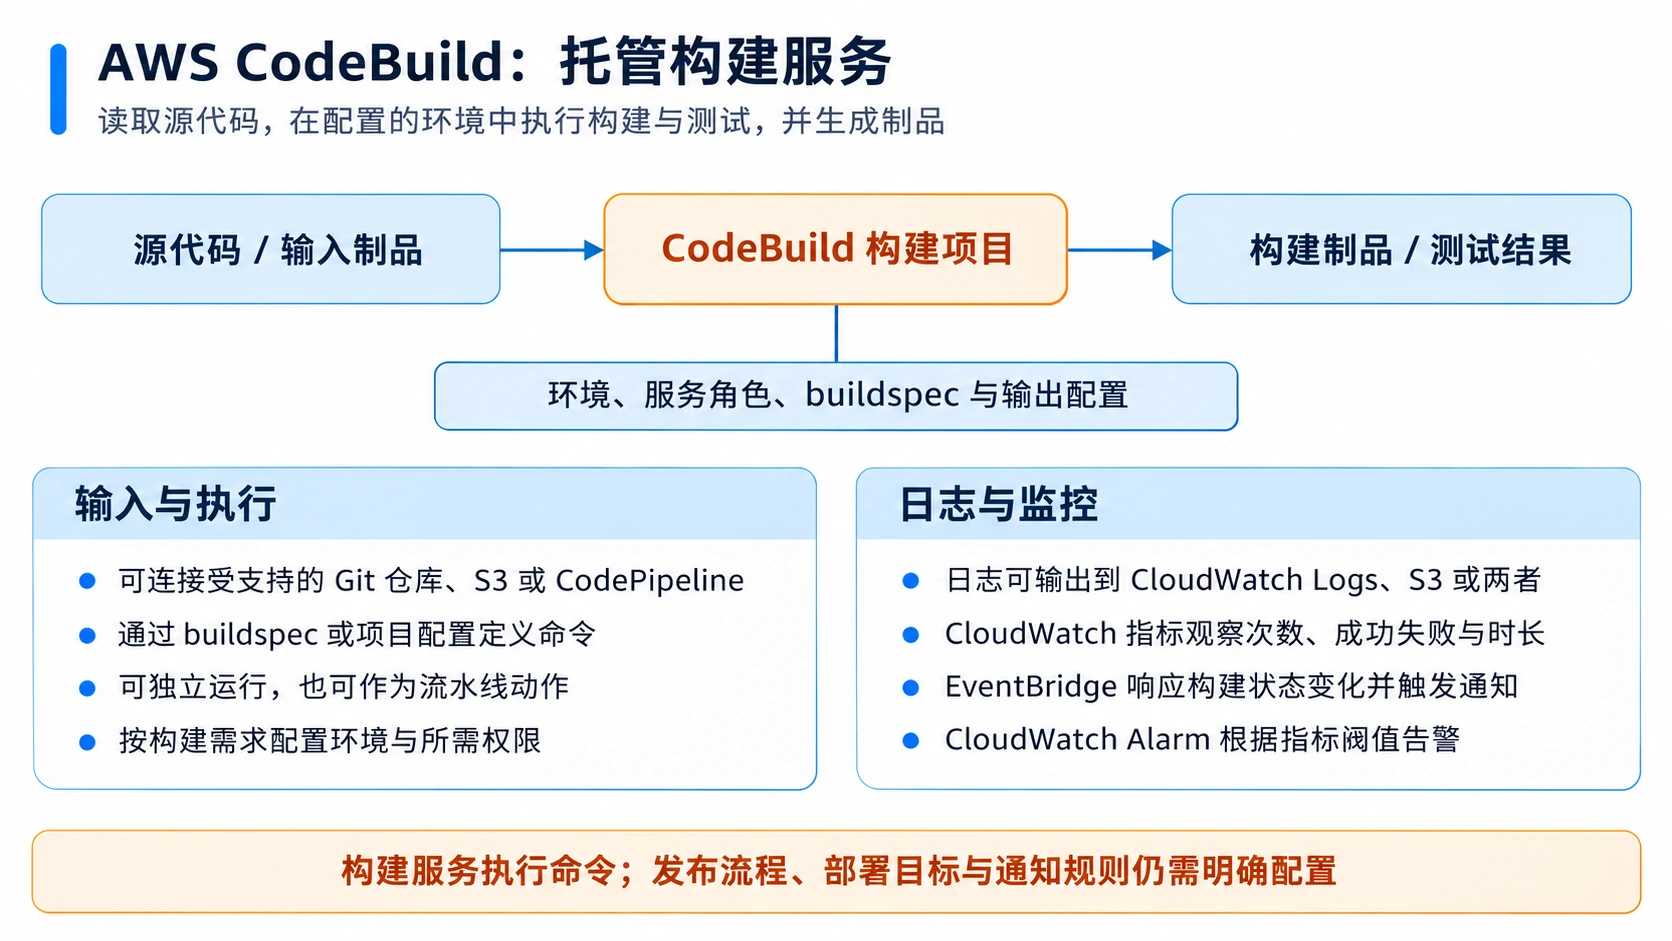 AWS CodeBuild：托管构建服务
读取源代码，在配置的环境中执行构建与测试，并生成制品
源代码 / 输入制品
CodeBuild 构建项目
构建制品 / 测试结果
环境、服务角色、buildspec 与输出配置
输入与执行
可连接受支持的 Git 仓库、S3 或 CodePipeline
通过 buildspec 或项目配置定义命令
可独立运行，也可作为流水线动作
按构建需求配置环境与所需权限
日志与监控
日志可输出到 CloudWatch Logs、S3 或两者
CloudWatch 指标观察次数、成功失败与时长
EventBridge 响应构建状态变化并触发通知
CloudWatch Alarm 根据指标阈值告警
构建服务执行命令；发布流程、部署目标与通知规则仍需明确配置